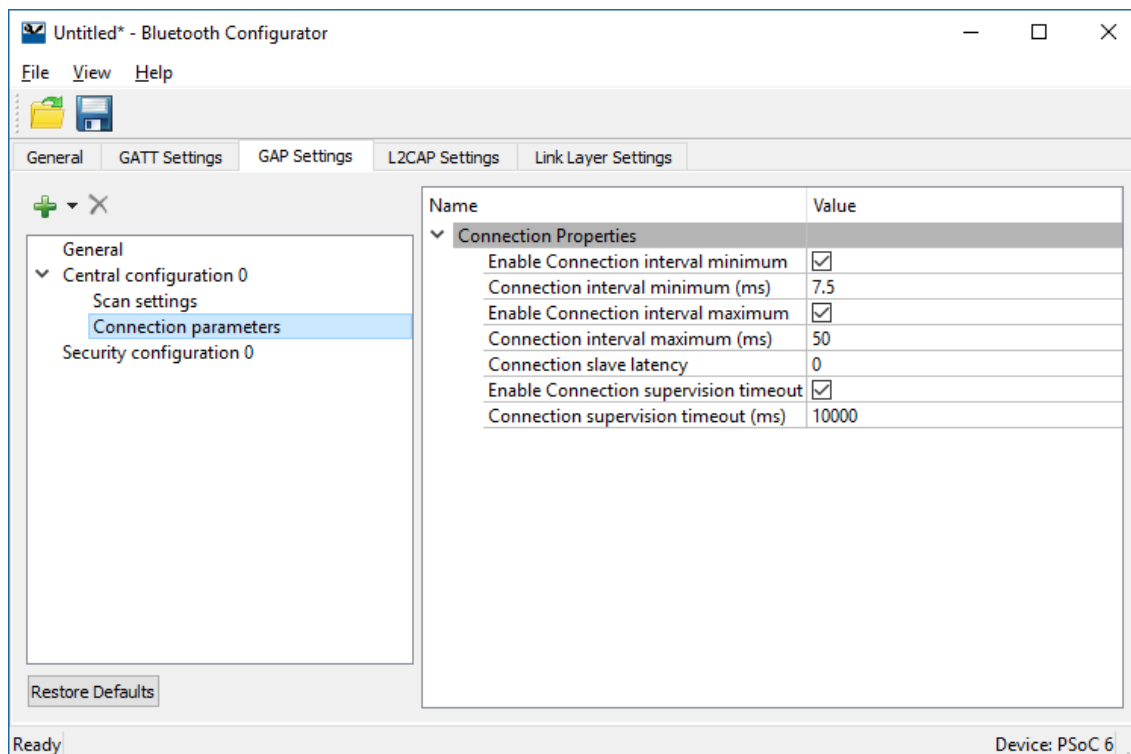 Untitled* - Bluetooth Configurator
File View Help
General GATT Settings GAP Settings L2CAP Settings Link Layer Settings
General
Central configuration 0
Scan settings
Connection parameters
Security configuration 0
Restore Defaults
Name Value
Connection Properties
Enable Connection interval minimum
Connection interval minimum (ms) 7.5
Enable Connection interval maximum
Connection interval maximum (ms) 50
Connection slave latency 0
Enable Connection supervision timeout
Connection supervision timeout (ms) 10000
Ready Device: PSoC 6